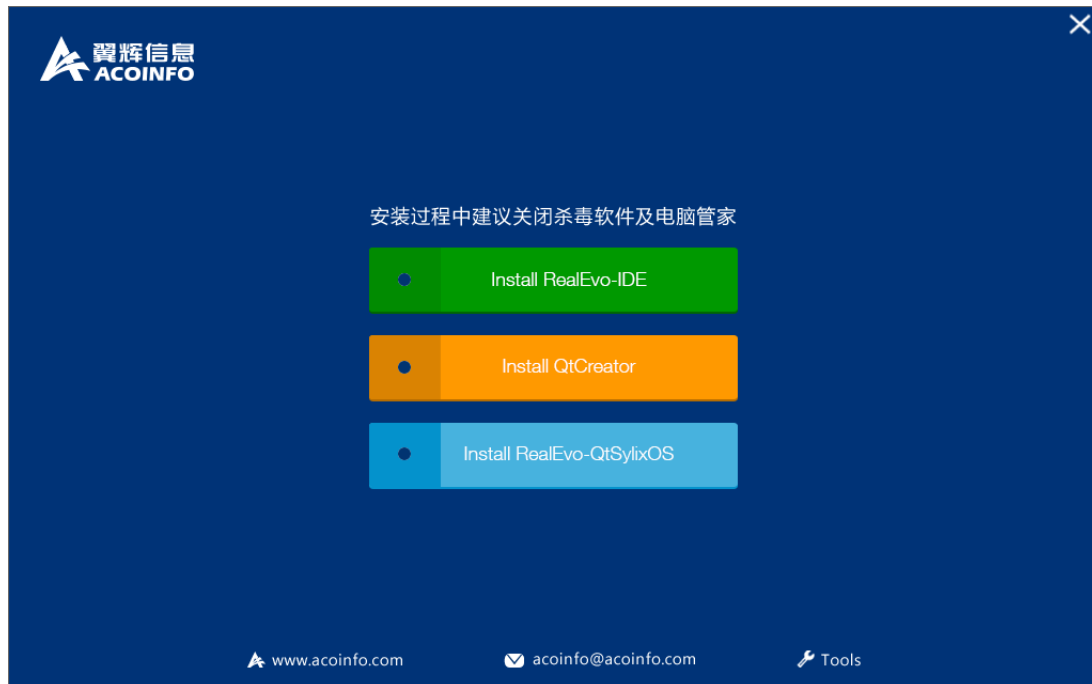 翼辉信息
ACOINFO
安装过程中建议关闭杀毒软件及电脑管家
Install RealEvo-IDE
Install QtCreator
Install RealEvo-QtSylixOS
www.acoinfo.com
acoinfo@acoinfo.com
Tools